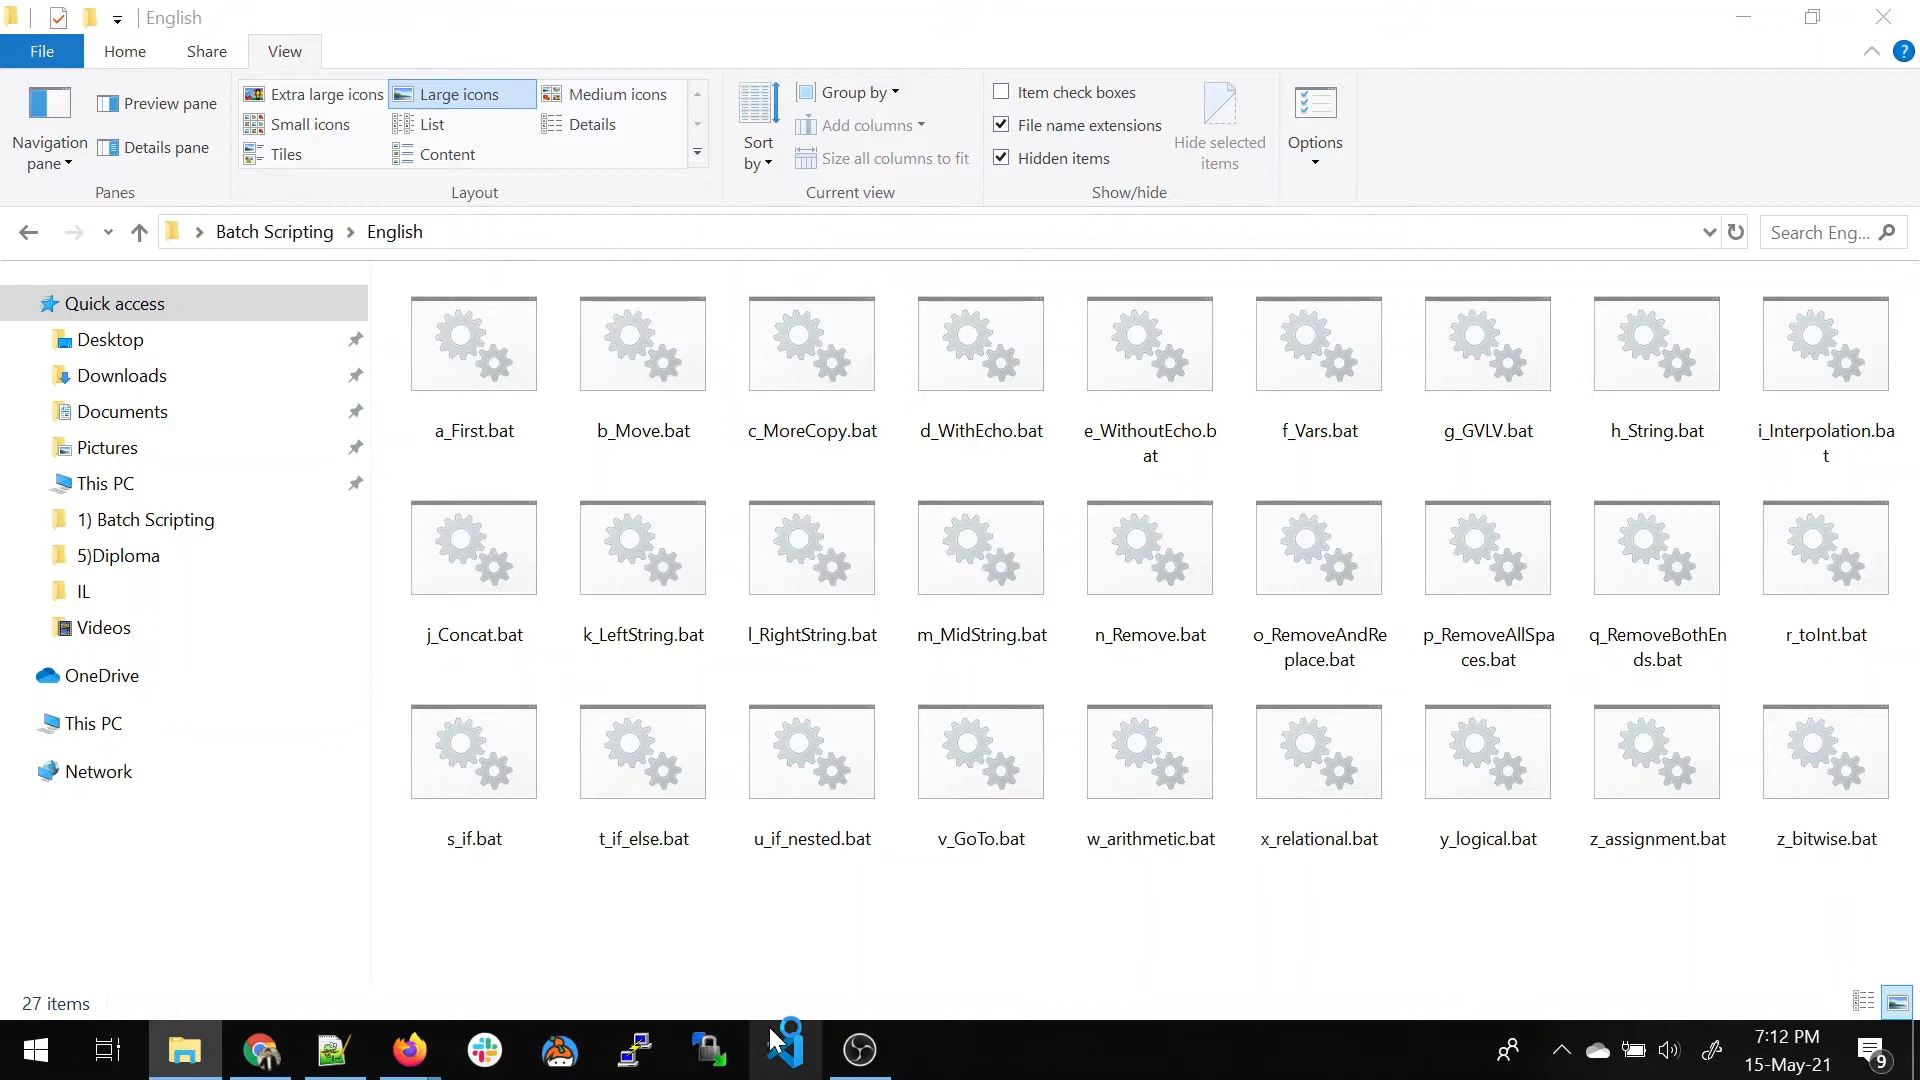 English
File Home Share View
Navigation pane
Preview pane
Details pane
Panes
Extra large icons Large icons Medium icons
Small icons List Details
Tiles Content
Layout
Sort by
Group by
Add columns
Size all columns to fit
Current view
Item check boxes
File name extensions
Hidden items
Hide selected
items
Show/hide
Options
Batch Scripting English
Search Eng...
Quick access
Desktop
Downloads
Documents
Pictures
This PC
1) Batch Scripting
5)Diploma
IL
Videos
OneDrive
This PC
Network
a_First.bat
b_Move.bat
c_MoreCopy.bat
d_WithEcho.bat
e_WithoutEcho.b
at
f_Vars.bat
g_GVLV.bat
h_String.bat
i_Interpolation.ba
t
j_Concat.bat
k_LeftString.bat
l_RightString.bat
m_MidString.bat
n_Remove.bat
o_RemoveAndRe
place.bat
p_RemoveAllSpa
ces.bat
q_RemoveBothEn
ds.bat
r_toInt.bat
s_if.bat
t_if_else.bat
u_if_nested.bat
v_GoTo.bat
w_arithmetic.bat
x_relational.bat
y_logical.bat
z_assignment.bat
z_bitwise.bat
27 items
7:12 PM
15-May-21
9